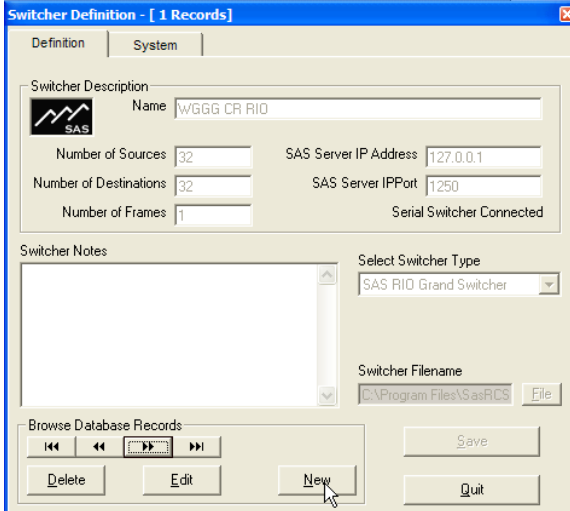 Switcher Definition - [ 1 Records]
Definition System
Switcher Description
SAS
Name WGGG CR RIO
Number of Sources 32 SAS Server IP Address 127.0.0.1
Number of Destinations 32 SAS Server IPPort 1250
Number of Frames 1 Serial Switcher Connected
Switcher Notes
Select Switcher Type
SAS RIO Grand Switcher
Switcher Filename
C:\Program Files\SasRCS File
Browse Database Records
Save
Delete Edit New
Quit